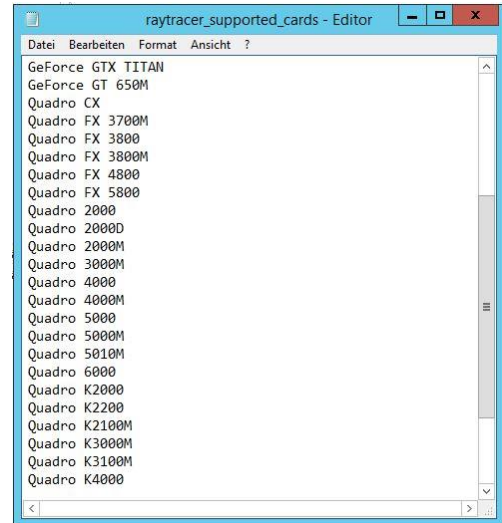 raytracer_supported_cards - Editor
Datei Bearbeiten Format Ansicht ?
GeForce GTX TITAN
GeForce GT 650M
Quadro CX
Quadro FX 3700M
Quadro FX 3800
Quadro FX 3800M
Quadro FX 4800
Quadro FX 5800
Quadro 2000
Quadro 2000D
Quadro 2000M
Quadro 3000M
Quadro 4000
Quadro 4000M
Quadro 5000
Quadro 5000M
Quadro 5010M
Quadro 6000
Quadro K2000
Quadro K2200
Quadro K2100M
Quadro K3000M
Quadro K3100M
Quadro K4000